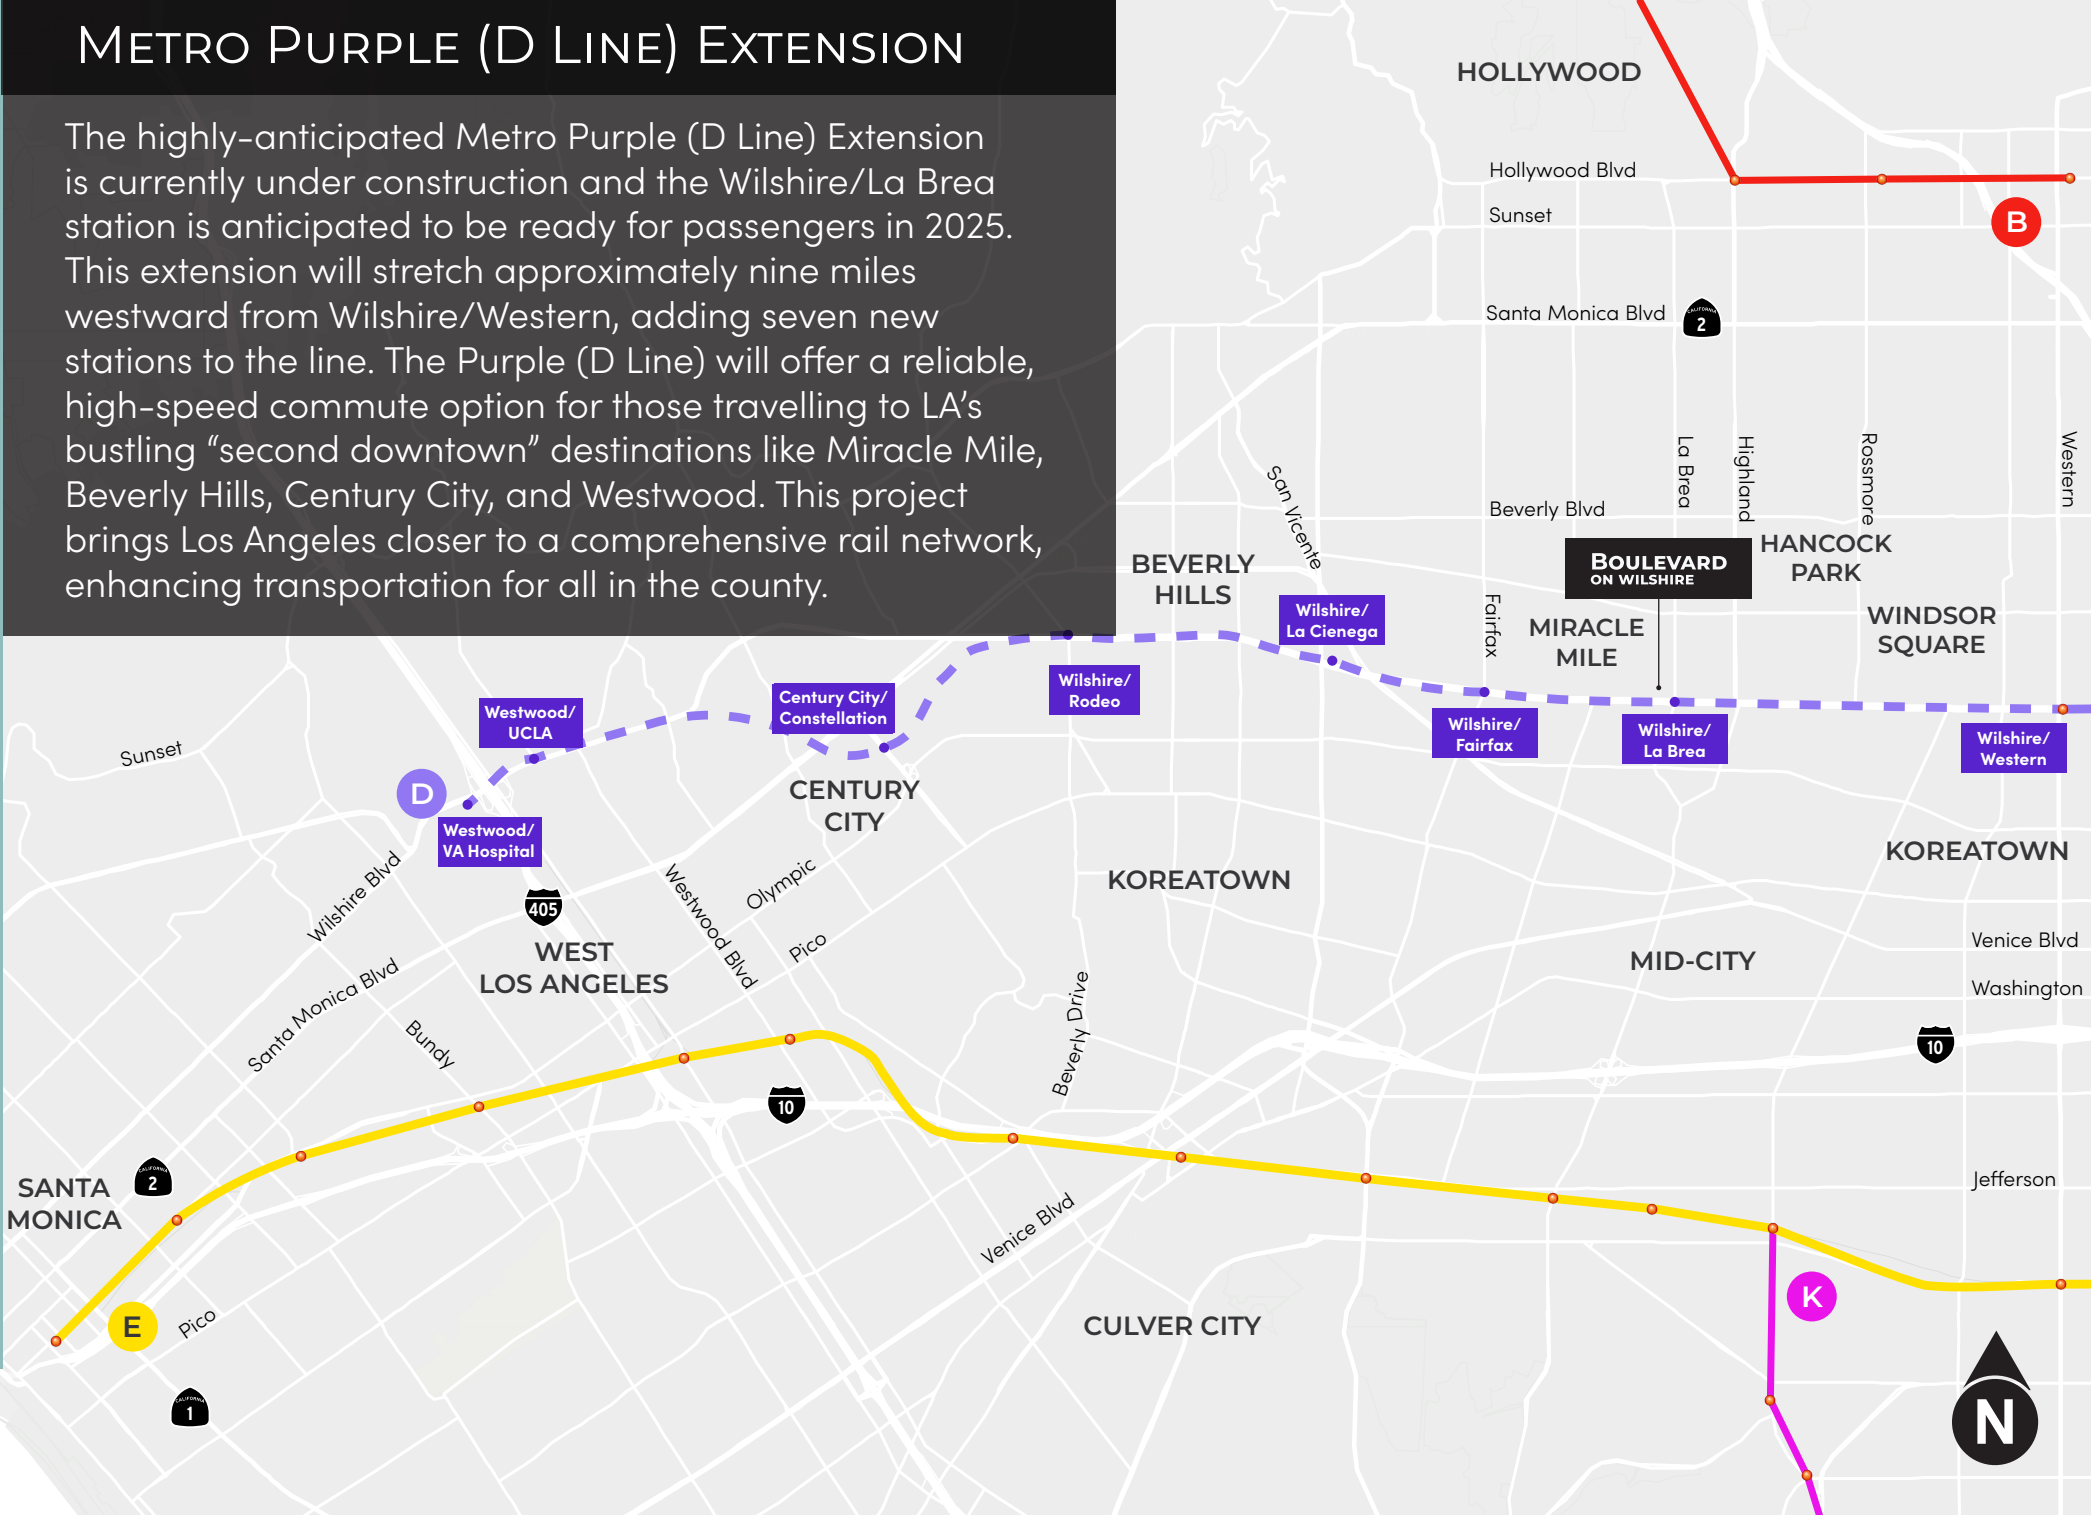 METRO PURPLE (D LINE) EXTENSION
The highly-anticipated Metro Purple (D Line) Extension
is currently under construction and the Wilshire/La Brea
station is anticipated to be ready for passengers in 2025.
This extension will stretch approximately nine miles
westward from Wilshire/Western, adding seven new
stations to the line. The Purple (D Line) will offer a reliable,
high-speed commute option for those travelling to LA's
bustling “second downtown” destinations like Miracle Mile,
Beverly Hills, Century City, and Westwood. This project
brings Los Angeles closer to a comprehensive rail network,
enhancing transportation for all in the county.
HOLLYWOOD
Hollywood Blvd
Sunset
B
Santa Monica Blvd
CALIFORNIA
2
La Brea
Highland
Rossmore
Western
San Vicente
Beverly Blvd
BOULEVARD
ON WILSHIRE
HANCOCK
PARK
BEVERLY
HILLS
Wilshire/
La Cienega
Fairfax
MIRACLE
MILE
WINDSOR
SQUARE
Wilshire/
Rodeo
Century City/
Constellation
Westwood/
UCLA
Wilshire/
Fairfax
Wilshire/
La Brea
Wilshire/
Western
Sunset
D
Westwood/
VA Hospital
CENTURY
CITY
KOREATOWN
KOREATOWN
Wilshire Blvd
405
Westwood Blvd
Olympic
Pico
WEST
LOS ANGELES
Venice Blvd
MID-CITY
Washington
Santa Monica Blvd
Bundy
Beverly Drive
10
10
CALIFORNIA
2
SANTA
MONICA
Jefferson
Venice Blvd
E
Pico
CULVER CITY
K
CALIFORNIA
1
N